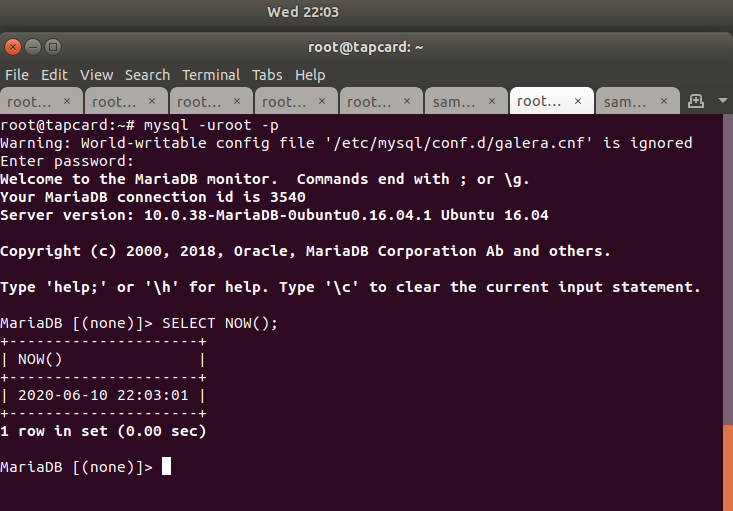 Wed 22:03
root@tapcard: ~
File Edit View Search Terminal Tabs Help
root... × root... × root... × root... × root... × sam... × root... × sam... ×
root@tapcard:~# mysql -uroot -p
Warning: World-writable config file '/etc/mysql/conf.d/galera.cnf' is ignored
Enter password:
Welcome to the MariaDB monitor.  Commands end with ; or \g.
Your MariaDB connection id is 3540
Server version: 10.0.38-MariaDB-0ubuntu0.16.04.1 Ubuntu 16.04
Copyright (c) 2000, 2018, Oracle, MariaDB Corporation Ab and others.
Type 'help;' or '\h' for help. Type '\c' to clear the current input statement.
MariaDB [(none)]> SELECT NOW();
+---------------------+
| NOW()               |
+---------------------+
| 2020-06-10 22:03:01 |
+---------------------+
1 row in set (0.00 sec)
MariaDB [(none)]>